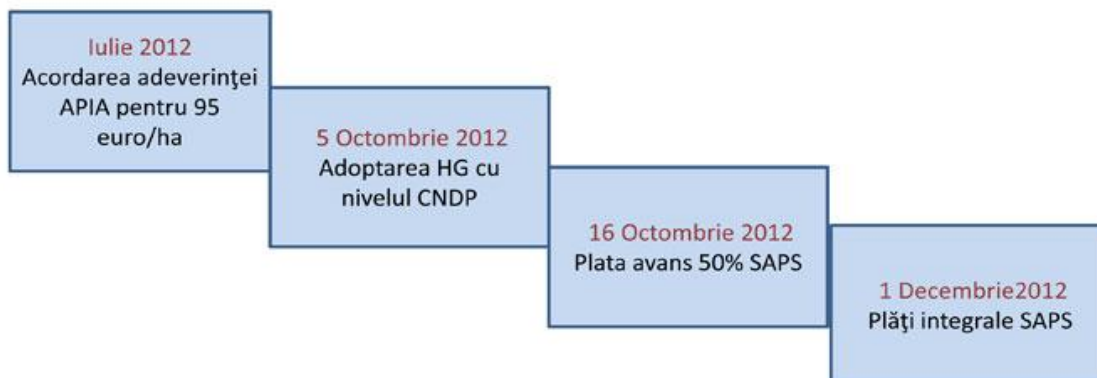 Iulie 2012
Acordarea adeverinţei
APIA pentru 95
euro/ha
5 Octombrie 2012
Adoptarea HG cu
nivelul CNDP
16 Octombrie 2012
Plata avans 50% SAPS
1 Decembrie2012
Plăţi integrale SAPS